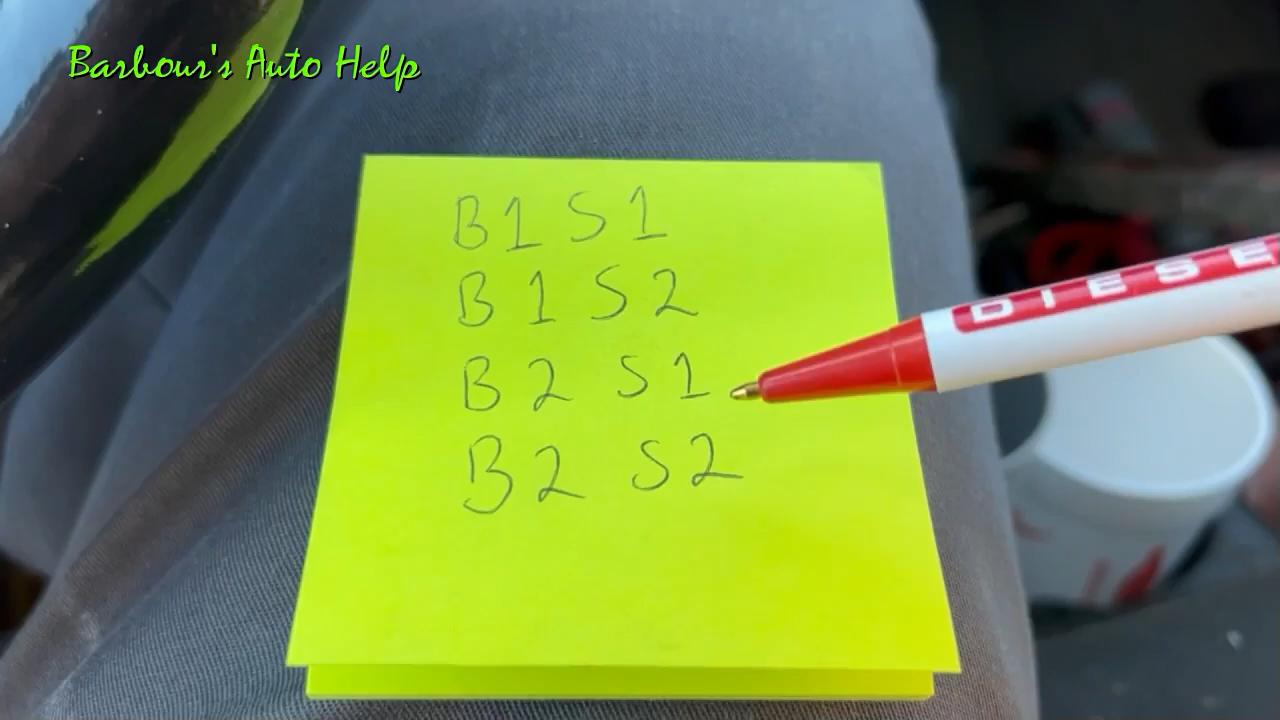 Barbour's Auto Help
B1 S1
B1 S2
B2 S1
B2 S2
DIESE